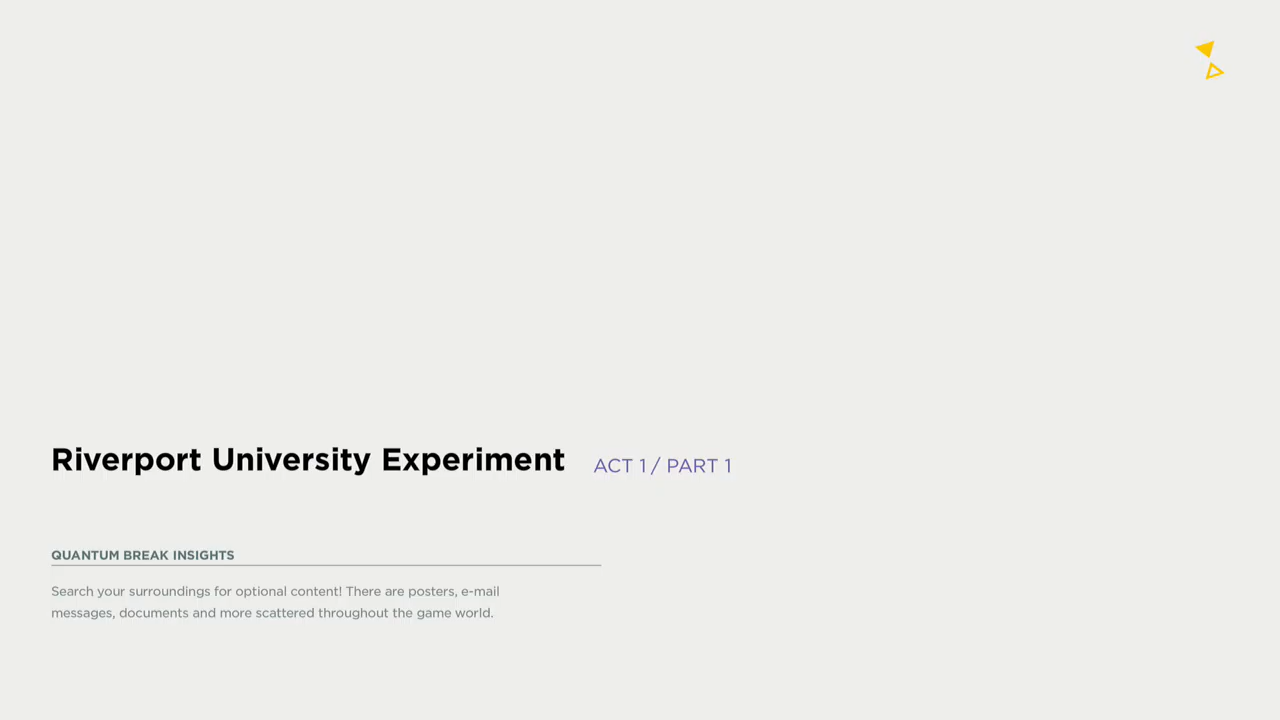 Riverport University Experiment ACT 1 / PART 1
QUANTUM BREAK INSIGHTS
Search your surroundings for optional content! There are posters, e-mail
messages, documents and more scattered throughout the game world.